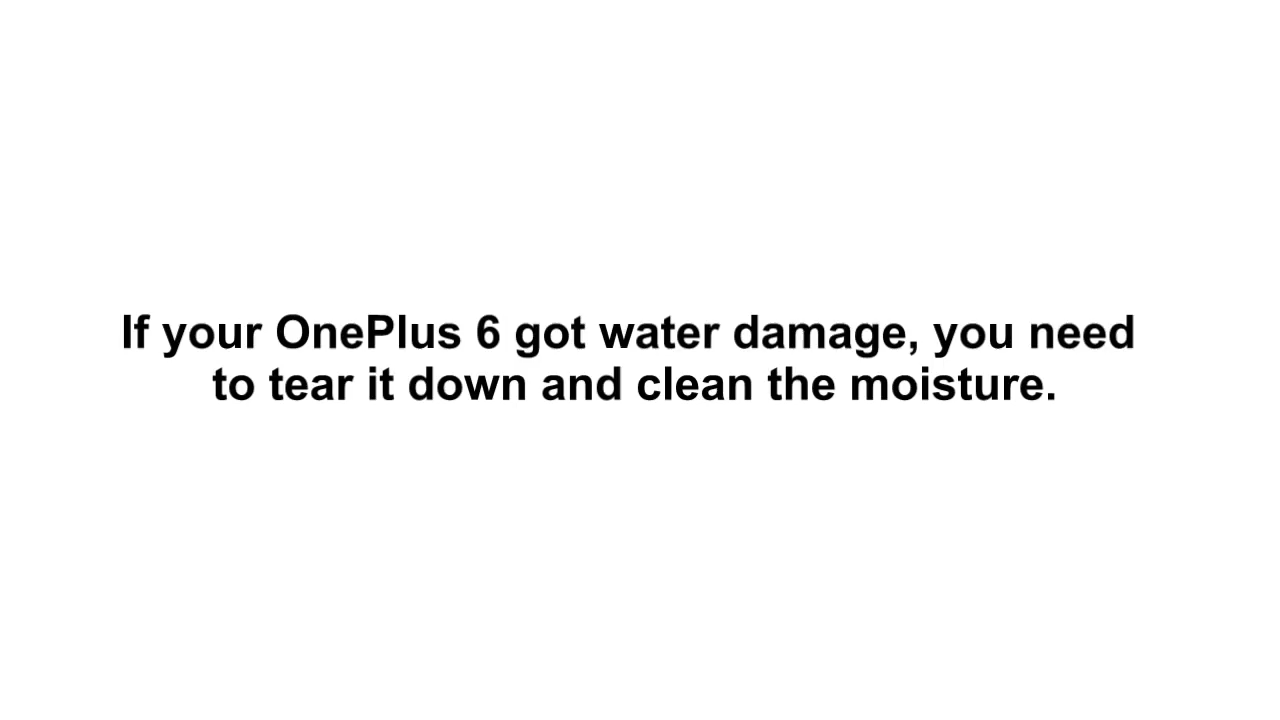 If your OnePlus 6 got water damage, you need
to tear it down and clean the moisture.